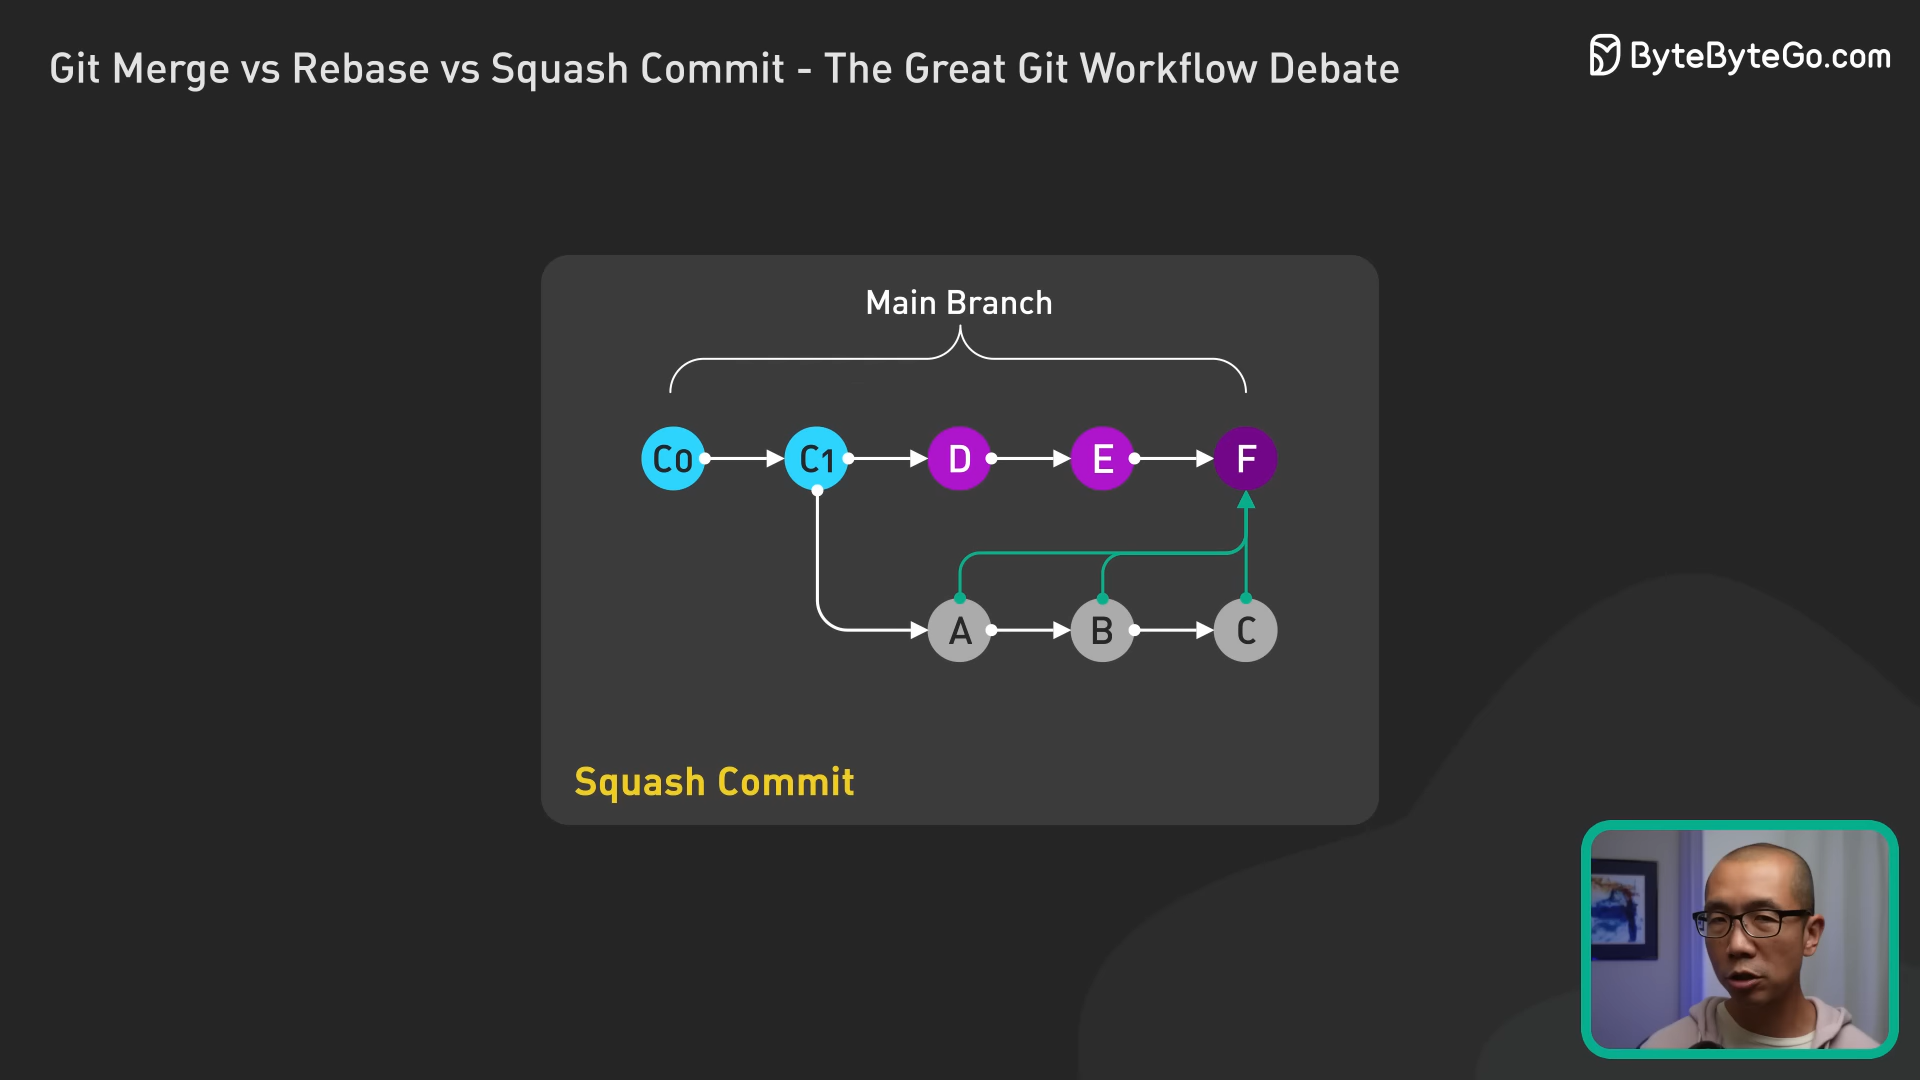 Git Merge vs Rebase vs Squash Commit - The Great Git Workflow Debate
ByteByteGo.com
Main Branch
C0 C1 D E F
A B C
Squash Commit